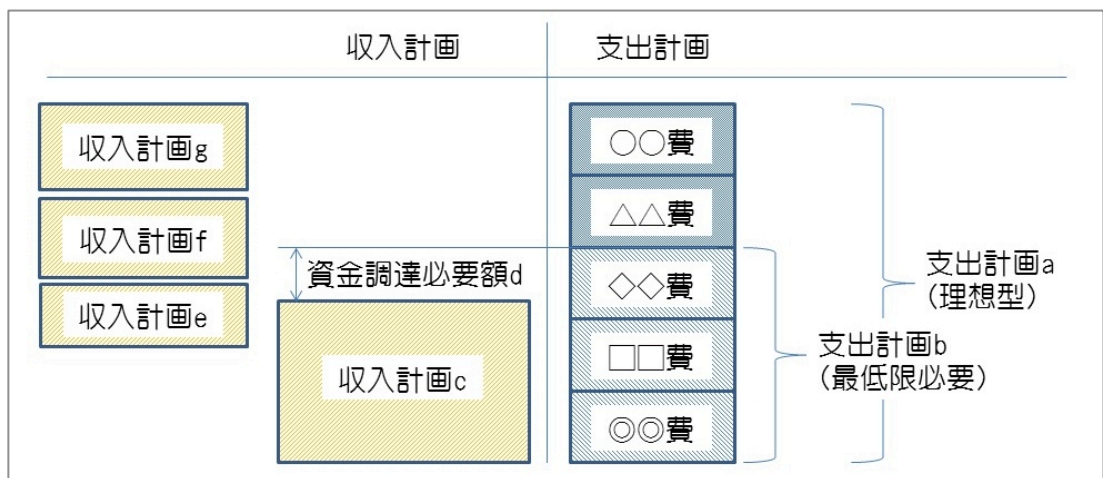 収入計画
支出計画
収入計画g
収入計画f
収入計画e
資金調達必要額d
収入計画c
○○費
△△費
◇◇費
□□費
◎◎費
支出計画a
(理想型)
支出計画b
(最低限必要)